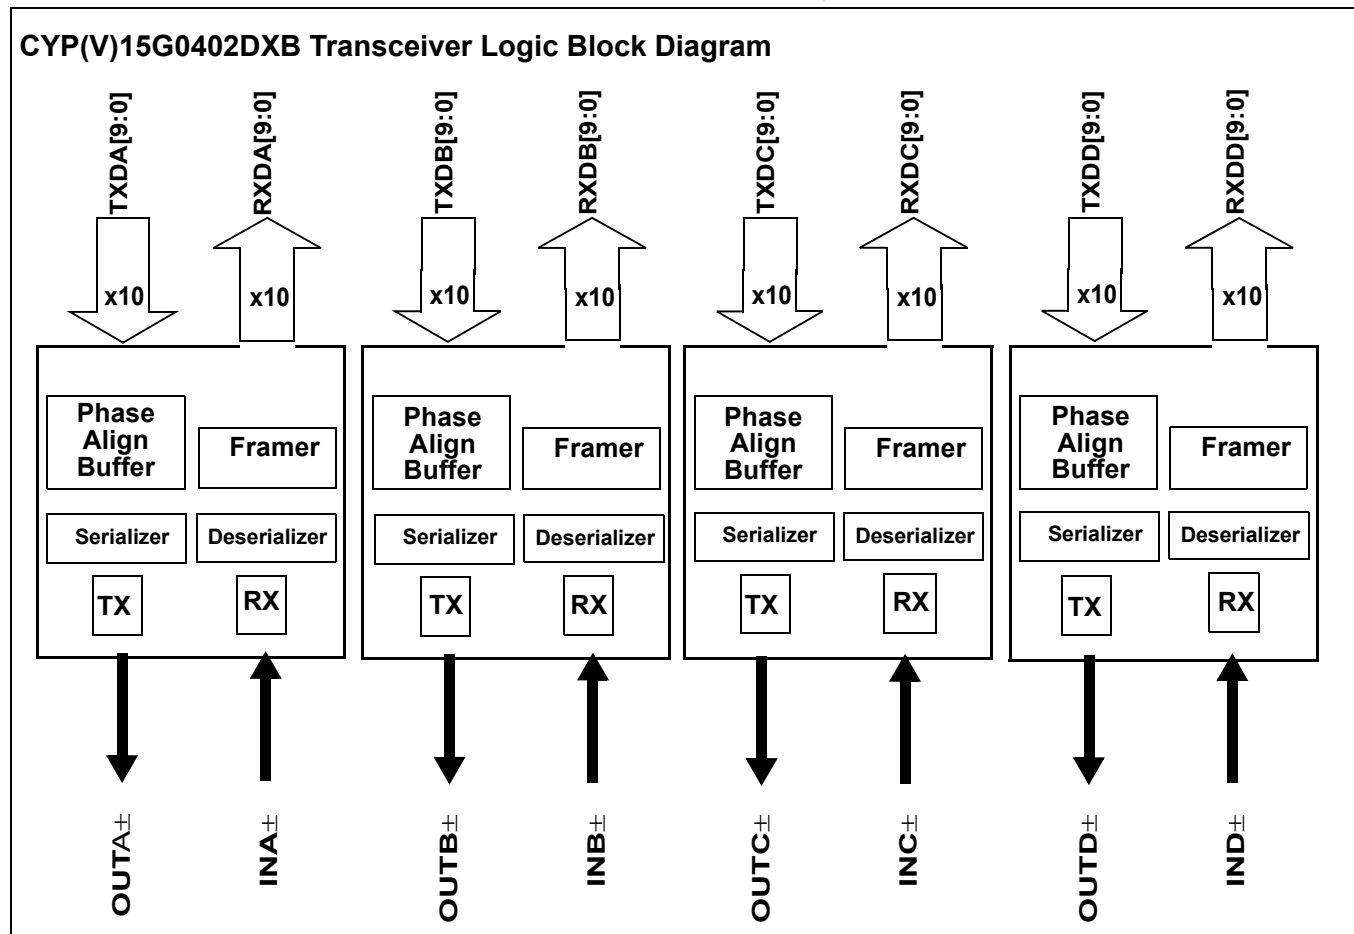 CYP(V)15G0402DXB Transceiver Logic Block Diagram
TXDA[9:0]
RXDA[9:0]
TXDB[9:0]
RXDB[9:0]
TXDC[9:0]
RXDC[9:0]
TXDD[9:0]
RXDD[9:0]
x10
x10
x10
x10
x10
x10
x10
x10
Phase
Align
Buffer
Framer
Phase
Align
Buffer
Framer
Phase
Align
Buffer
Framer
Phase
Align
Buffer
Framer
Serializer
Deserializer
Serializer
Deserializer
Serializer
Deserializer
Serializer
Deserializer
TX
RX
TX
RX
TX
RX
TX
RX
OUTA±
INA±
OUTB±
INB±
OUTC±
INC±
OUTD±
IND±